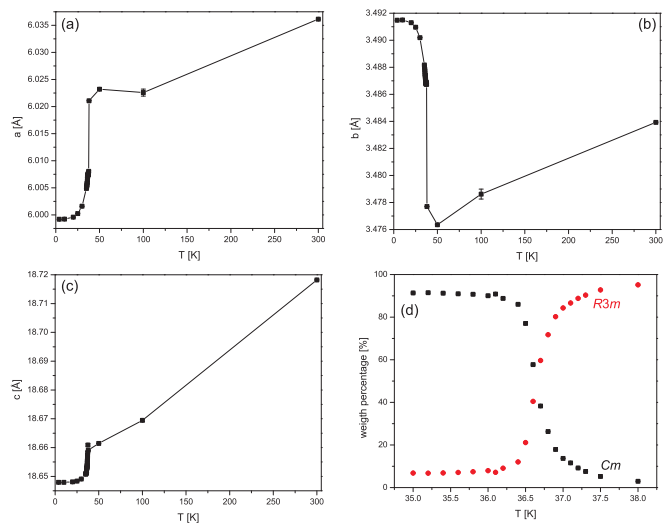 (a)
6.035
6.030
6.025
6.020
6.015
6.010
6.005
6.000
a [Å]
0 50 100 150 200 250 300
T [K]
(b)
3.492
3.490
3.488
3.486
3.484
3.482
3.480
3.478
3.476
b [Å]
0 50 100 150 200 250 300
T [K]
(c)
18.72
18.71
18.70
18.69
18.68
18.67
18.66
18.65
c [Å]
0 50 100 150 200 250 300
T [K]
(d)
100
80
60
40
20
0
weigth percentage [%]
R3m
Cm
35.0 35.5 36.0 36.5 37.0 37.5 38.0
T [K]